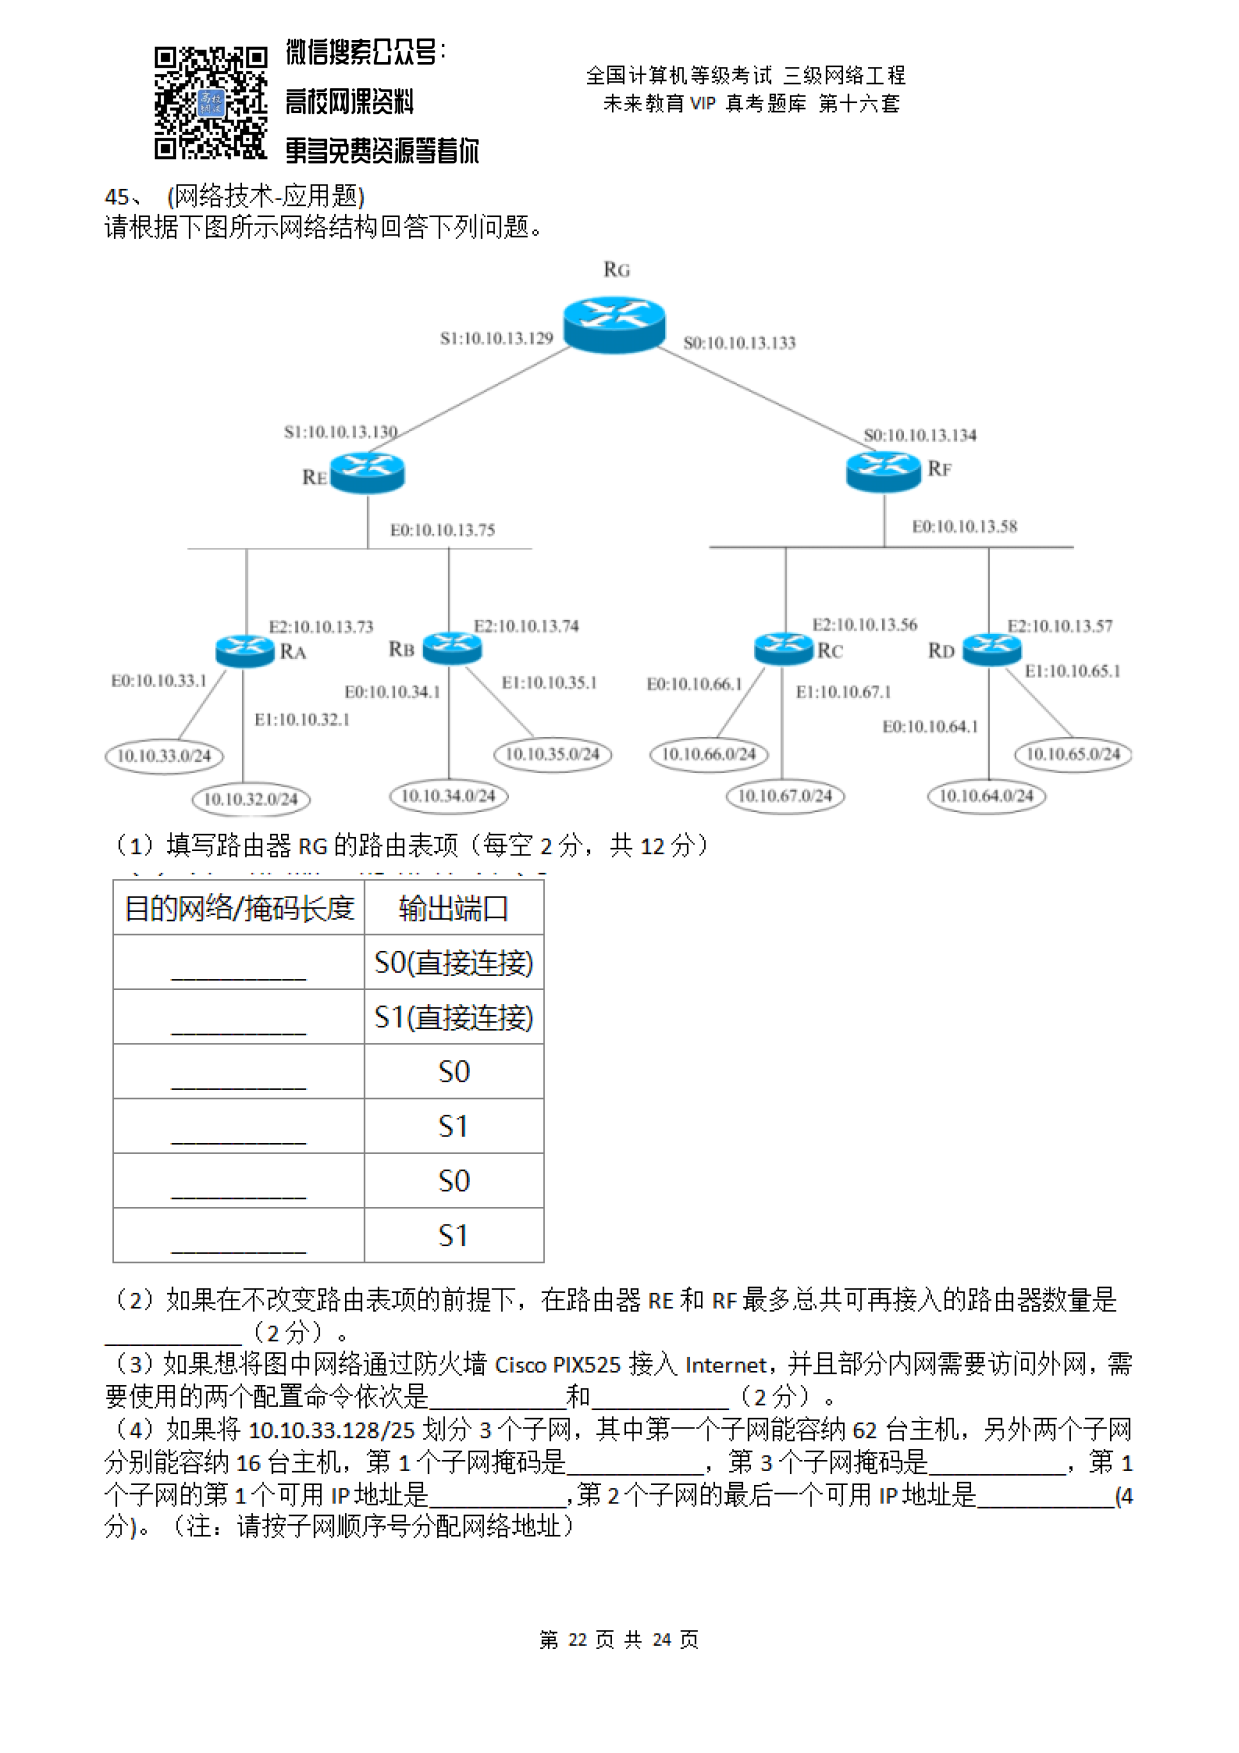 微信搜索公众号：
高校网课资料
更多免费资源等着你
高校
网课
全国计算机等级考试 三级网络工程
未来教育 VIP 真考题库 第十六套
45、 (网络技术-应用题)
请根据下图所示网络结构回答下列问题。
RG
S1:10.10.13.129
S0:10.10.13.133
S1:10.10.13.130
S0:10.10.13.134
RE
RF
E0:10.10.13.75
E0:10.10.13.58
E2:10.10.13.73
E2:10.10.13.74
E2:10.10.13.56
E2:10.10.13.57
RA
RB
RC
RD
E0:10.10.33.1
E1:10.10.32.1
E0:10.10.34.1
E1:10.10.35.1
E0:10.10.66.1
E1:10.10.67.1
E0:10.10.64.1
E1:10.10.65.1
10.10.33.0/24
10.10.35.0/24
10.10.66.0/24
10.10.65.0/24
10.10.32.0/24
10.10.34.0/24
10.10.67.0/24
10.10.64.0/24
（1）填写路由器 RG 的路由表项（每空 2 分，共 12 分）
目的网络/掩码长度 输出端口
___________ S0(直接连接)
___________ S1(直接连接)
___________ S0
___________ S1
___________ S0
___________ S1
（2）如果在不改变路由表项的前提下，在路由器 RE 和 RF 最多总共可再接入的路由器数量是
___________（2 分）。
（3）如果想将图中网络通过防火墙 Cisco PIX525 接入 Internet，并且部分内网需要访问外网，需
要使用的两个配置命令依次是___________和___________（2 分）。
（4）如果将 10.10.33.128/25 划分 3 个子网，其中第一个子网能容纳 62 台主机，另外两个子网
分别能容纳 16 台主机，第 1 个子网掩码是___________，第 3 个子网掩码是___________，第 1
个子网的第 1 个可用 IP 地址是___________,第 2 个子网的最后一个可用 IP 地址是___________(4
分)。（注：请按子网顺序号分配网络地址）
第 22 页 共 24 页